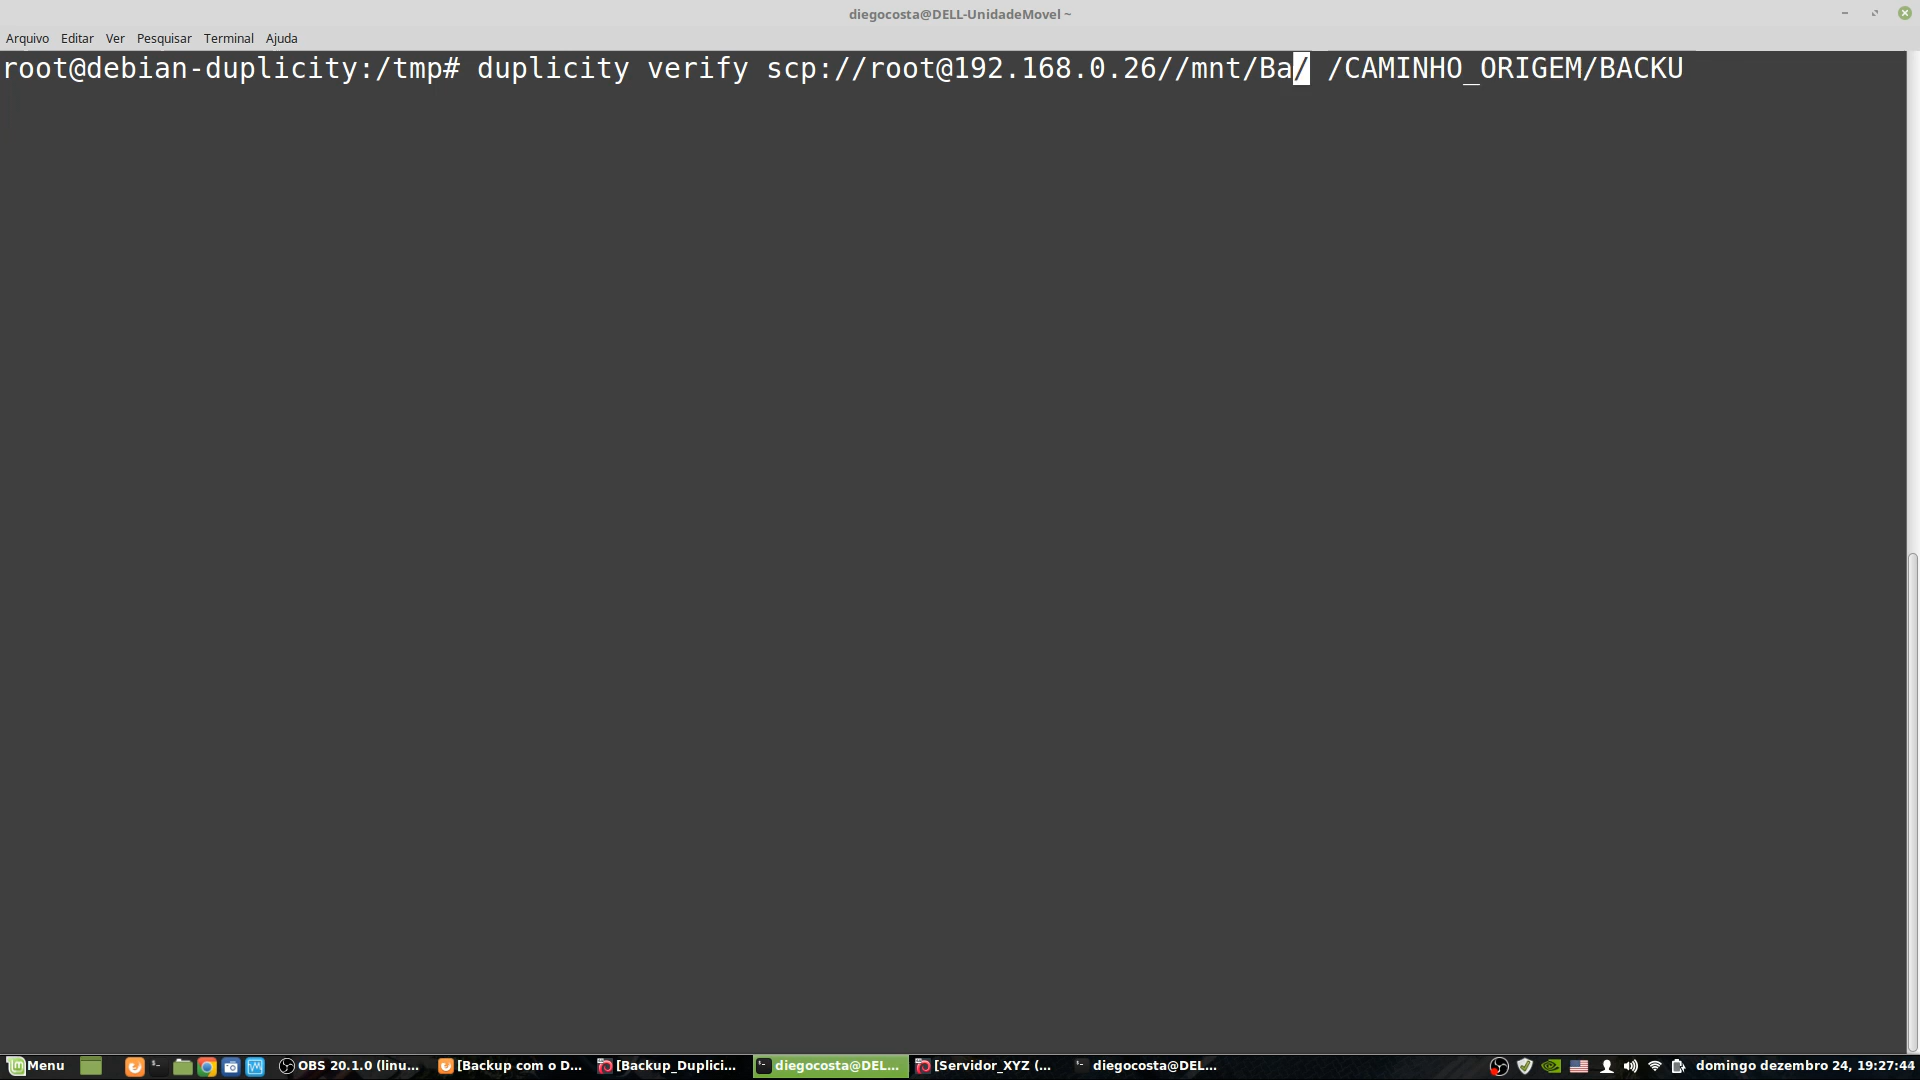 diegocosta@DELL-UnidadeMovel ~
Arquivo Editar Ver Pesquisar Terminal Ajuda
root@debian-duplicity:/tmp# duplicity verify scp://root@192.168.0.26//mnt/Ba/ /CAMINHO_ORIGEM/BACKU
Menu OBS 20.1.0 (linu... [Backup com o D... [Backup_Duplici... diegocosta@DEL... [Servidor_XYZ (... diegocosta@DEL... domingo dezembro 24, 19:27:44